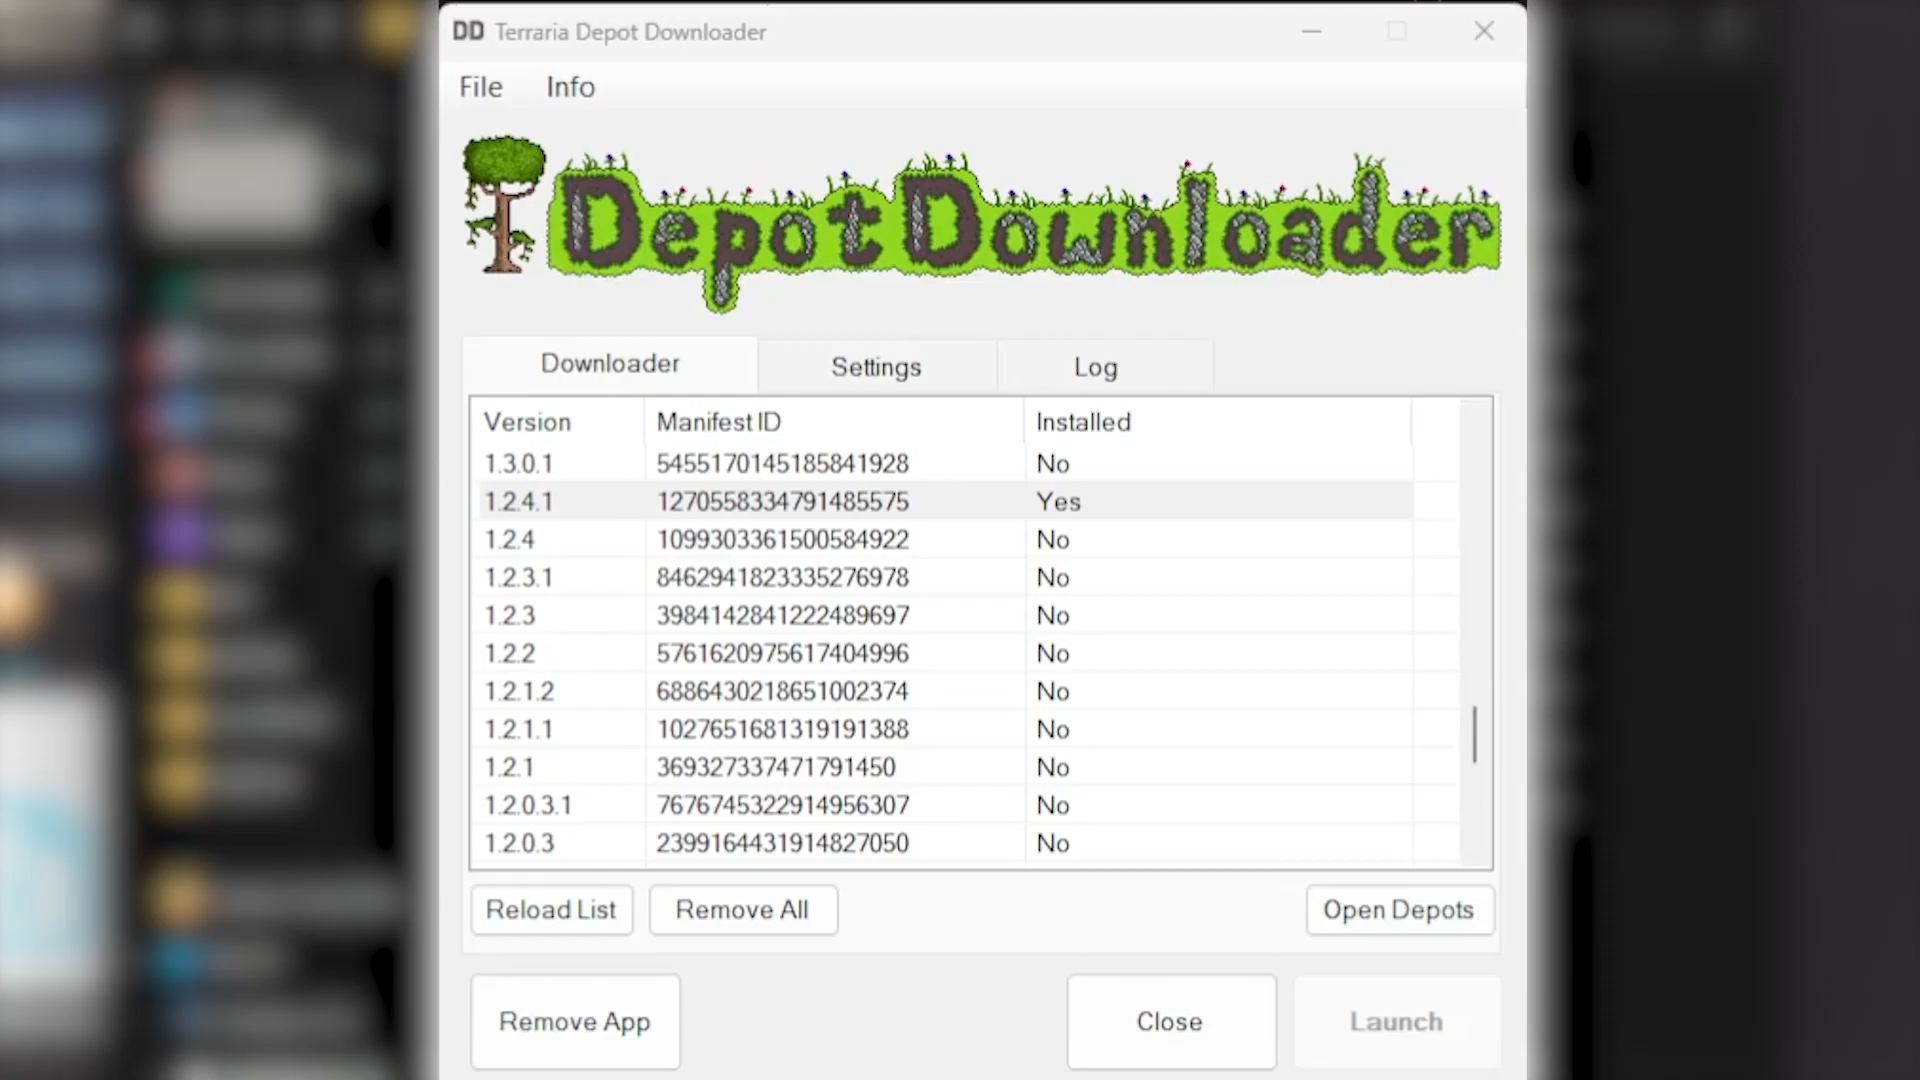 DD Terraria Depot Downloader
File Info
DepotDownloader
Downloader Settings Log
Version Manifest ID Installed
1.3.0.1 5455170145185841928 No
1.2.4.1 1270558334791485575 Yes
1.2.4 1099303361500584922 No
1.2.3.1 8462941823335276978 No
1.2.3 3984142841222489697 No
1.2.2 5761620975617404996 No
1.2.1.2 6886430218651002374 No
1.2.1.1 1027651681319191388 No
1.2.1 369327337471791450 No
1.2.0.3.1 7676745322914956307 No
1.2.0.3 2399164431914827050 No
Reload List Remove All Open Depots
Remove App Close Launch